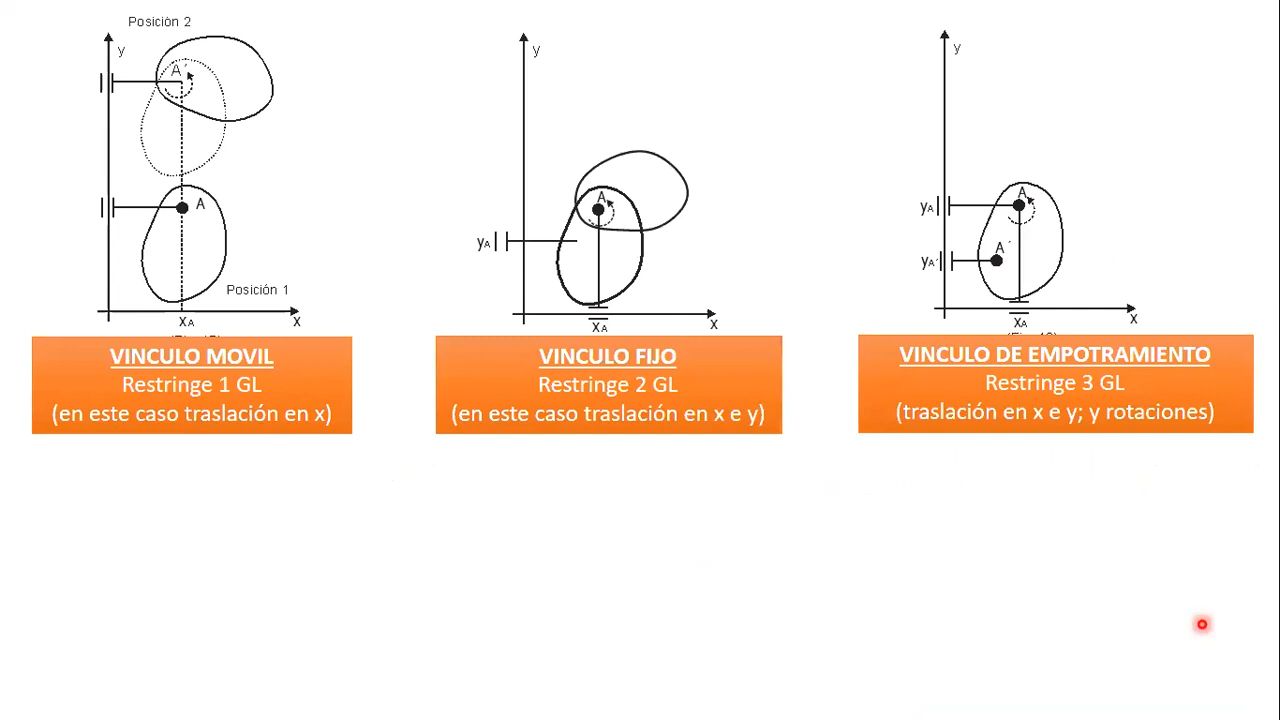 Posición 2
y
A´
A
Posición 1
xA
x
y
A
yA
xA
x
y
A
yA
A´
yA´
xA
x
VINCULO MOVIL
Restringe 1 GL
(en este caso traslación en x)
VINCULO FIJO
Restringe 2 GL
(en este caso traslación en x e y)
VINCULO DE EMPOTRAMIENTO
Restringe 3 GL
(traslación en x e y; y rotaciones)